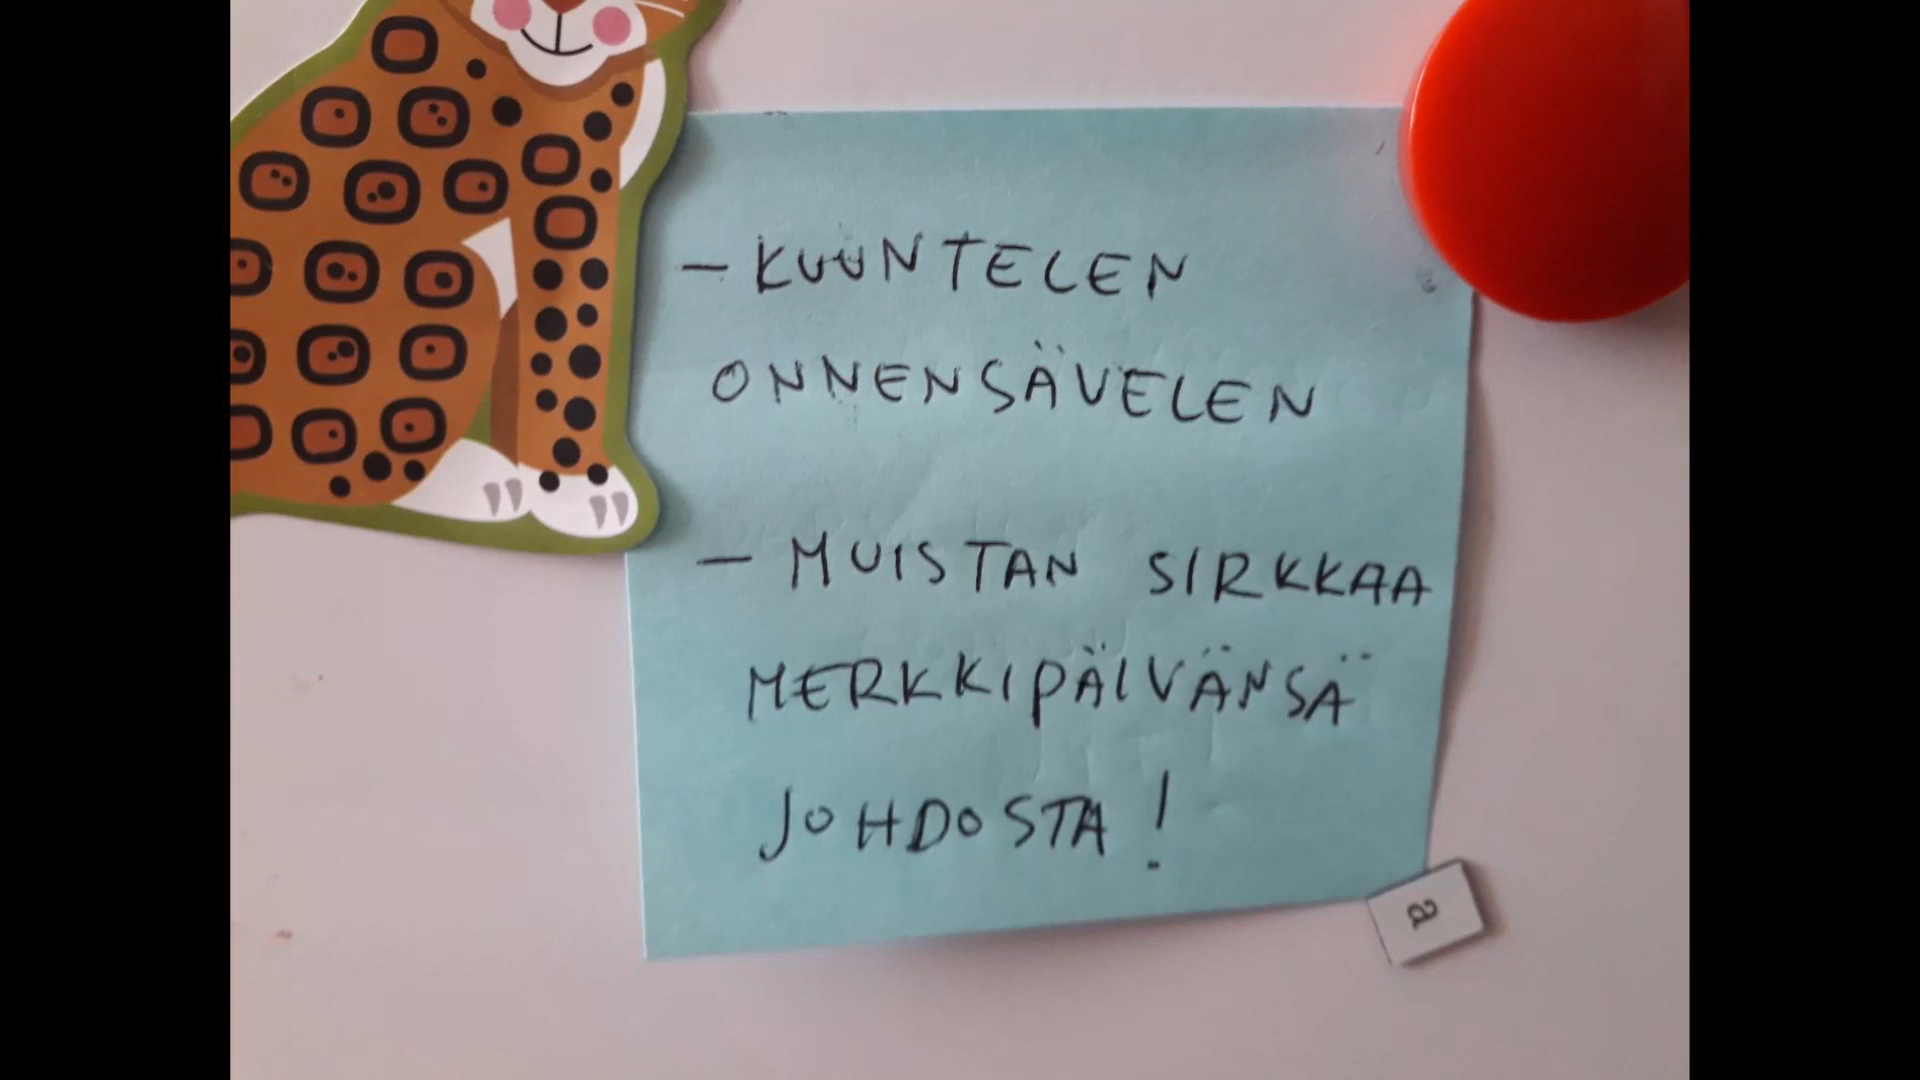 - KUUNTELEN
ONNENSÄVELEN
- MUISTAN SIRKKAA
MERKKIPÄIVÄNSÄ
JOHDOSTA!
a